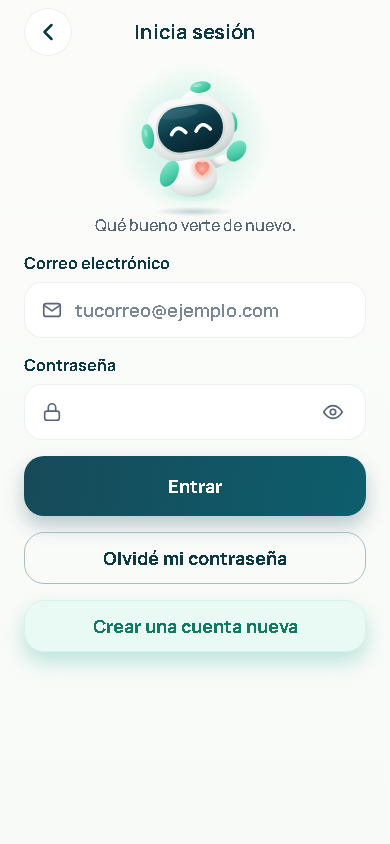 Inicia sesión
Qué bueno verte de nuevo.
Correo electrónico
tucorreo@ejemplo.com
Contraseña
Entrar
Olvidé mi contraseña
Crear una cuenta nueva